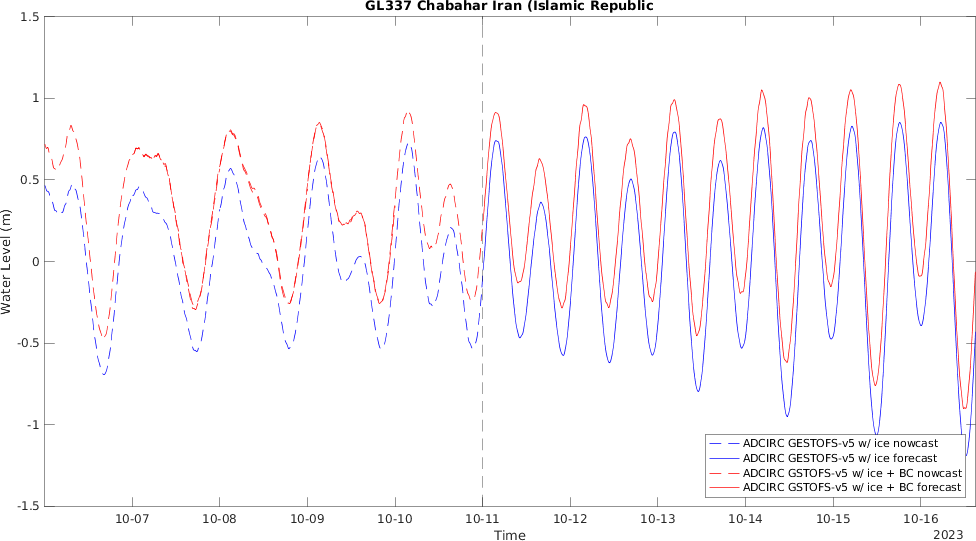 GL337 Chabahar Iran (Islamic Republic
1.5
1
0.5
0
-0.5
-1
-1.5
Water Level (m)
10-07 10-08 10-09 10-10 10-11 10-12 10-13 10-14 10-15 10-16
Time
2023
ADCIRC GESTOFS-v5 w/ ice nowcast
ADCIRC GESTOFS-v5 w/ ice forecast
ADCIRC GSTOFS-v5 w/ ice + BC nowcast
ADCIRC GSTOFS-v5 w/ ice + BC forecast